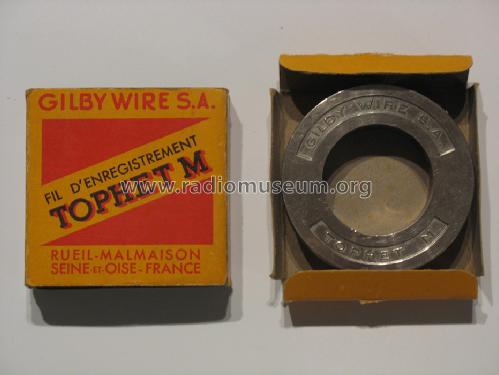 GILBY WIRE S.A.
FIL D'ENREGISTREMENT
TOPHET M
RUEIL-MALMAISON
SEINE-ET-OISE-FRANCE
GILBY WIRE S.A.
TOPHET M
www.radiomuseum.org